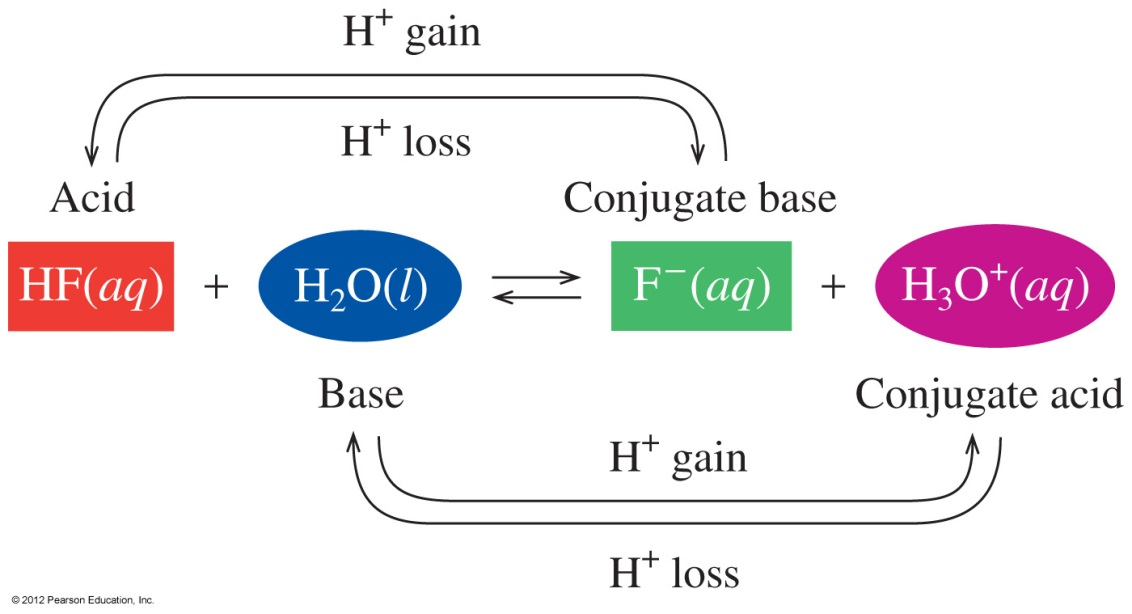 H⁺ gain
H⁺ loss
Acid
Conjugate base
HF(aq) + H₂O(l) ⇌ F⁻(aq) + H₃O⁺(aq)
Base
Conjugate acid
H⁺ gain
H⁺ loss
© 2012 Pearson Education, Inc.